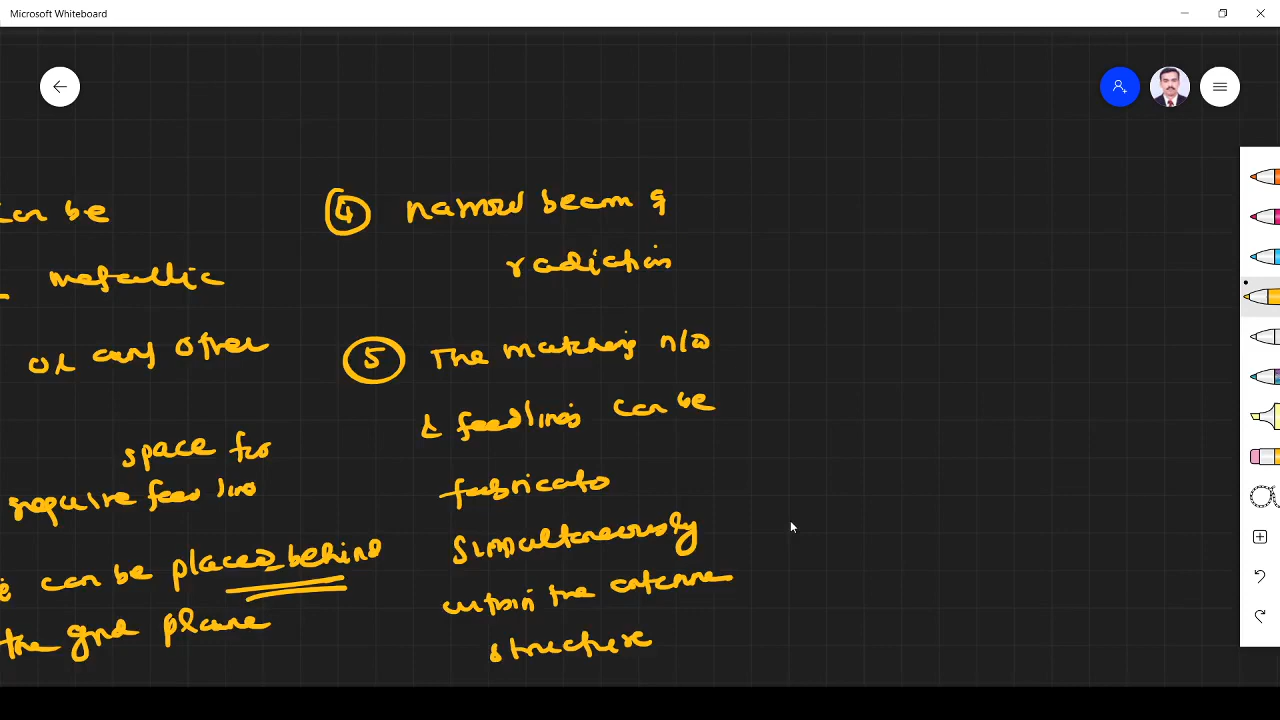 Microsoft Whiteboard
can be
metallic
or any other
space for
require feed line
can be placed behind
the gnd plane
④ narrow beam of
radiation
⑤ The matching n/w
& feedlines can be
fabricated
simultaneously
within the antenna
structure